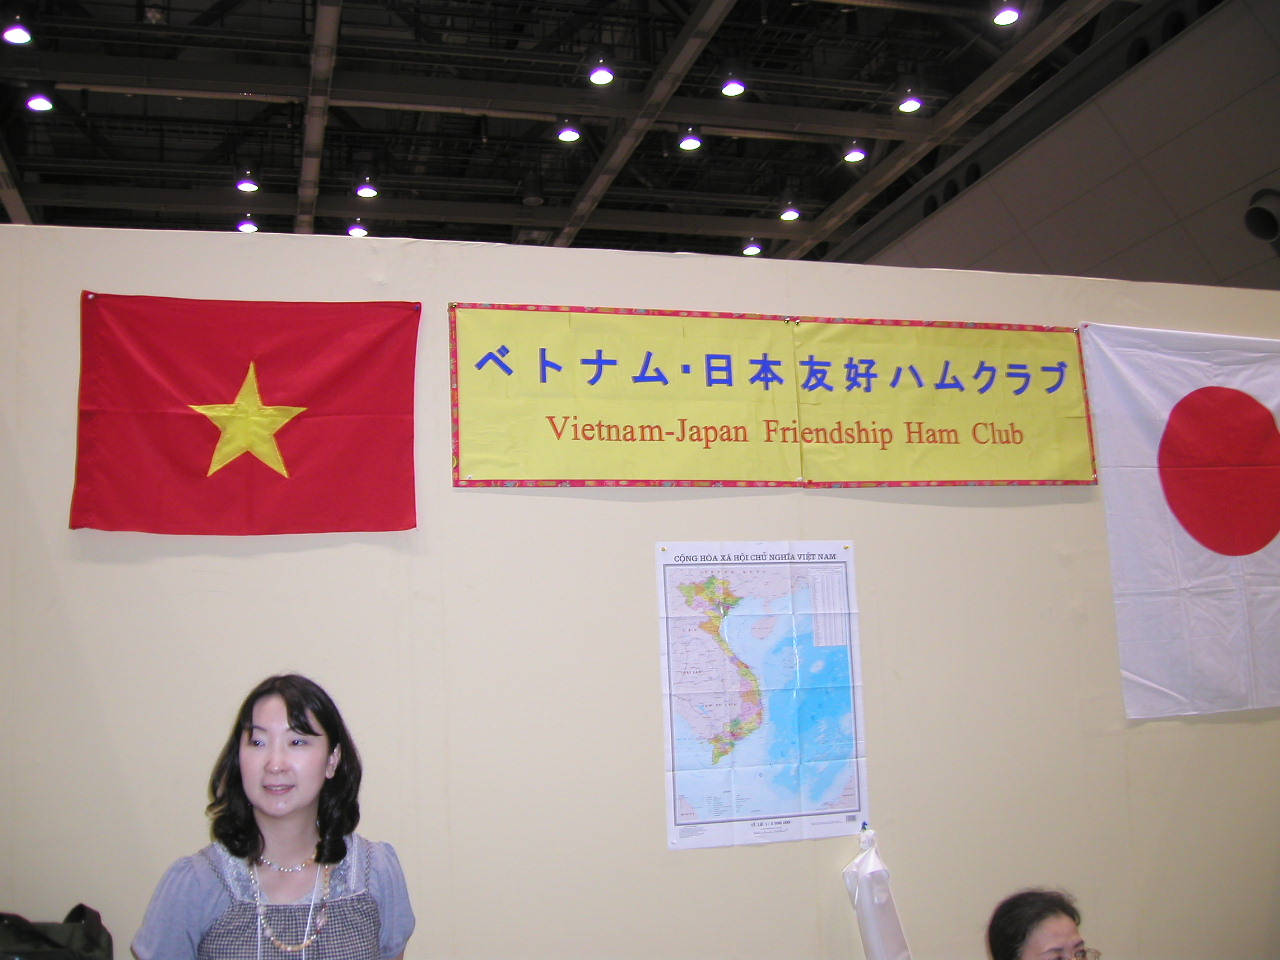 ベトナム・日本友好ハムクラブ
Vietnam-Japan Friendship Ham Club
CỘNG HÒA XÃ HỘI CHỦ NGHĨA VIỆT NAM